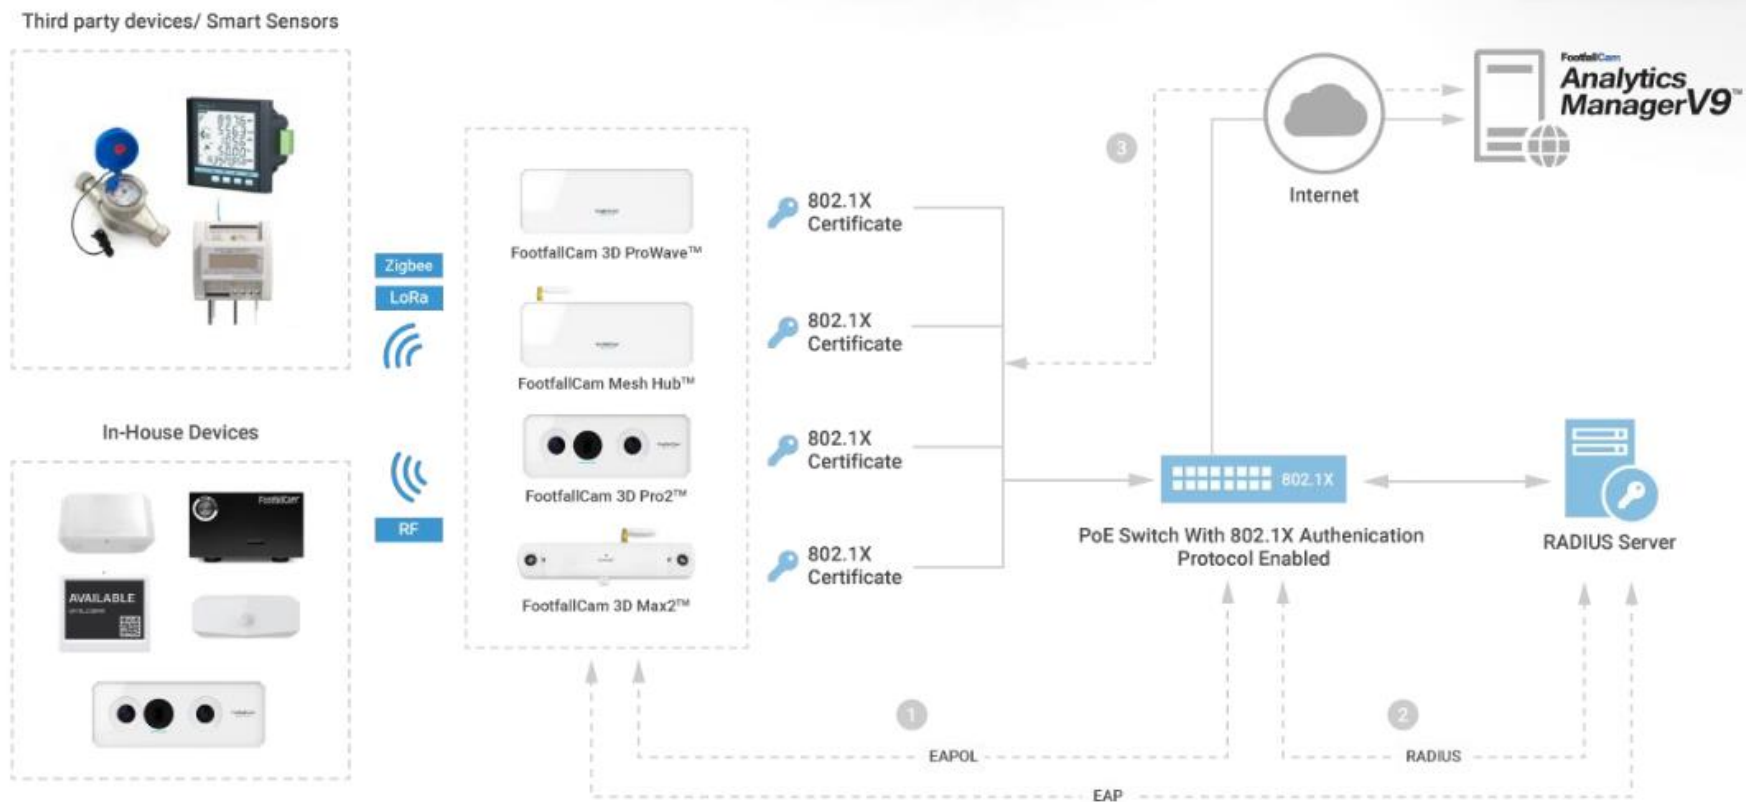 Third party devices/ Smart Sensors
Zigbee
LoRa
In-House Devices
RF
FootfallCam
AVAILABLE
FootfallCam 3D ProWave™
FootfallCam Mesh Hub™
FootfallCam 3D Pro2™
FootfallCam 3D Max2™
802.1X
Certificate
802.1X
Certificate
802.1X
Certificate
802.1X
Certificate
3
Internet
FootfallCam
Analytics
ManagerV9™
802.1X
PoE Switch With 802.1X Authenication
Protocol Enabled
RADIUS Server
1
EAPOL
2
RADIUS
EAP